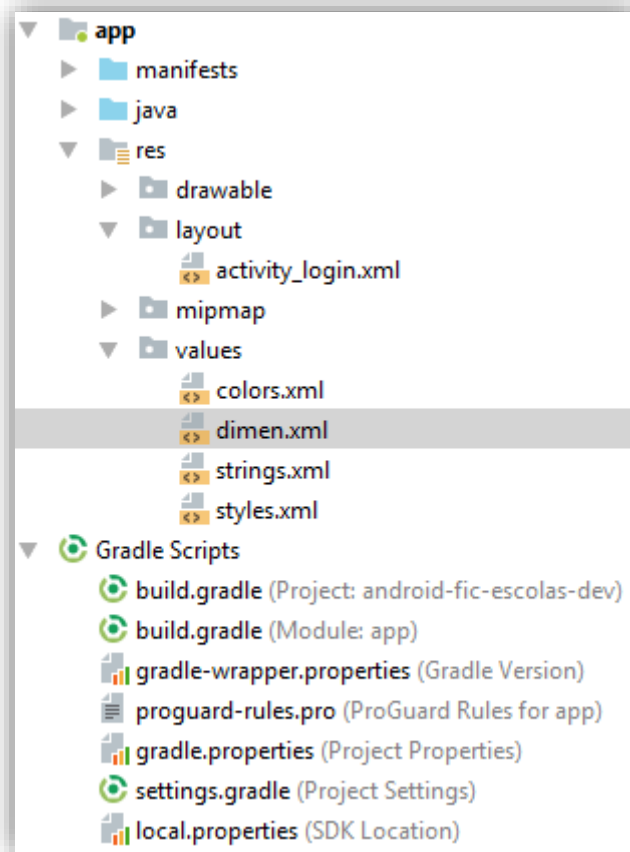 app
manifests
java
res
drawable
layout
activity_login.xml
mipmap
values
colors.xml
dimen.xml
strings.xml
styles.xml
Gradle Scripts
build.gradle (Project: android-fic-escolas-dev)
build.gradle (Module: app)
gradle-wrapper.properties (Gradle Version)
proguard-rules.pro (ProGuard Rules for app)
gradle.properties (Project Properties)
settings.gradle (Project Settings)
local.properties (SDK Location)